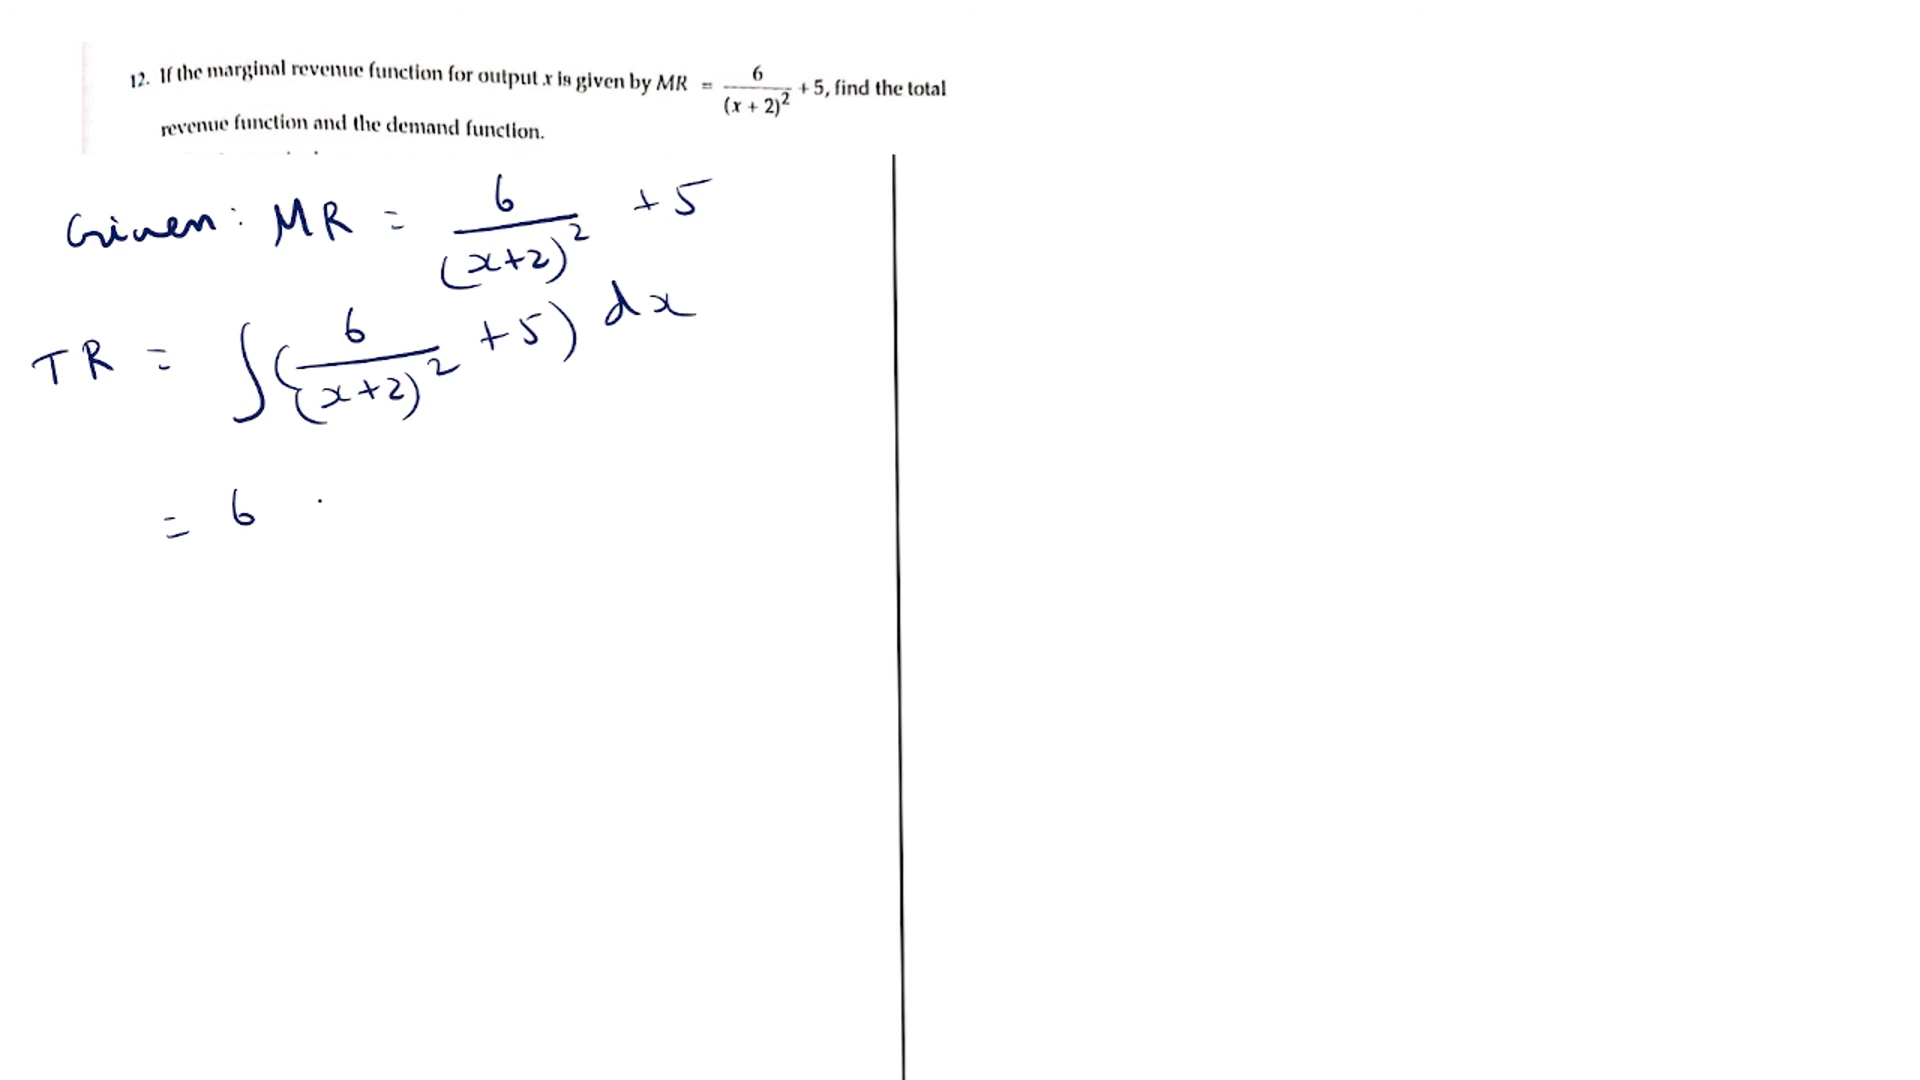 12. If the marginal revenue function for output x is given by MR = 6/(x + 2)² + 5, find the total
revenue function and the demand function.
Given: MR = 6/(x+2)² + 5
TR = ∫(6/(x+2)² + 5) dx
= 6 .